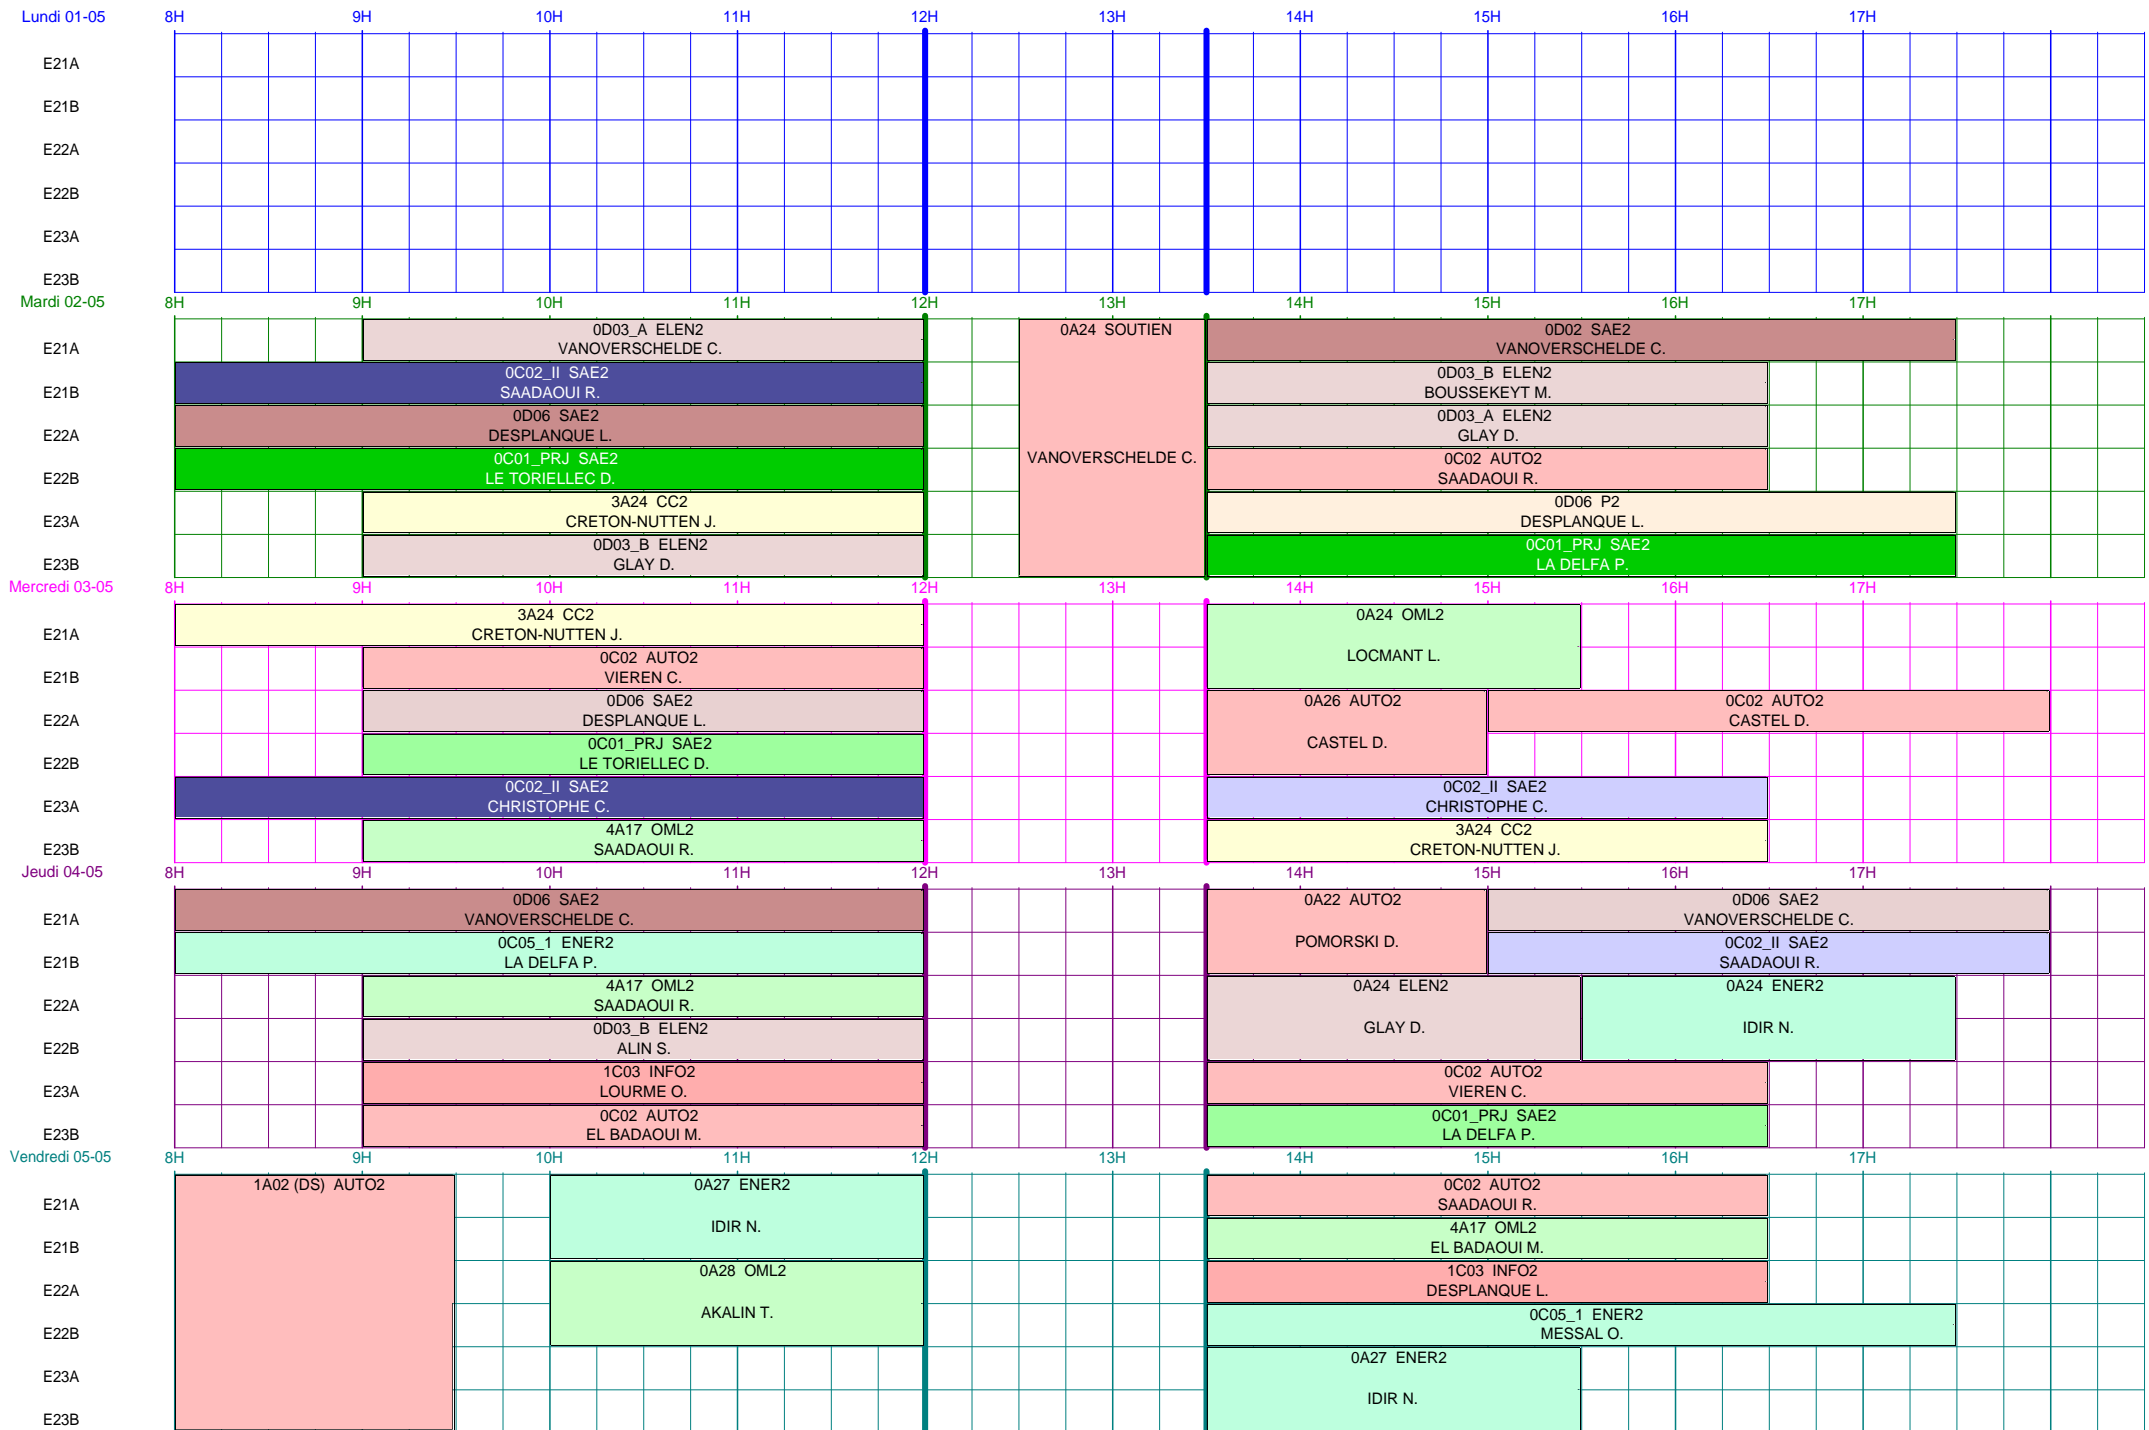 Lundi 01-05 8H 9H 10H 11H 12H 13H 14H 15H 16H 17H
E21A
E21B
E22A
E22B
E23A
E23B
Mardi 02-05 8H 9H 10H 11H 12H 13H 14H 15H 16H 17H
0D03_A ELEN2 0A24 SOUTIEN 0D02 SAE2
E21A VANOVERSCHELDE C. VANOVERSCHELDE C.
0C02_II SAE2 0D03_B ELEN2
E21B SAADAOUI R. BOUSSEKEYT M.
0D06 SAE2 0D03_A ELEN2
E22A DESPLANQUE L. GLAY D.
0C01_PRJ SAE2 VANOVERSCHELDE C. 0C02 AUTO2
E22B LE TORIELLEC D. SAADAOUI R.
3A24 CC2 0D06 P2
E23A CRETON-NUTTEN J. DESPLANQUE L.
0D03_B ELEN2 0C01_PRJ SAE2
E23B GLAY D. LA DELFA P.
Mercredi 03-05 8H 9H 10H 11H 12H 13H 14H 15H 16H 17H
3A24 CC2 0A24 OML2
E21A CRETON-NUTTEN J.
0C02 AUTO2 LOCMANT L.
E21B VIEREN C.
0D06 SAE2 0A26 AUTO2 0C02 AUTO2
E22A DESPLANQUE L. CASTEL D.
0C01_PRJ SAE2 CASTEL D.
E22B LE TORIELLEC D.
0C02_II SAE2 0C02_II SAE2
E23A CHRISTOPHE C. CHRISTOPHE C.
4A17 OML2 3A24 CC2
E23B SAADAOUI R. CRETON-NUTTEN J.
Jeudi 04-05 8H 9H 10H 11H 12H 13H 14H 15H 16H 17H
0D06 SAE2 0A22 AUTO2 0D06 SAE2
E21A VANOVERSCHELDE C. VANOVERSCHELDE C.
0C05_1 ENER2 POMORSKI D. 0C02_II SAE2
E21B LA DELFA P. SAADAOUI R.
4A17 OML2 0A24 ELEN2 0A24 ENER2
E22A SAADAOUI R.
0D03_B ELEN2 GLAY D. IDIR N.
E22B ALIN S.
1C03 INFO2 0C02 AUTO2
E23A LOURME O. VIEREN C.
0C02 AUTO2 0C01_PRJ SAE2
E23B EL BADAOUI M. LA DELFA P.
Vendredi 05-05 8H 9H 10H 11H 12H 13H 14H 15H 16H 17H
1A02 (DS) AUTO2 0A27 ENER2 0C02 AUTO2
E21A SAADAOUI R.
IDIR N. 4A17 OML2
E21B EL BADAOUI M.
0A28 OML2 1C03 INFO2
E22A DESPLANQUE L.
AKALIN T. 0C05_1 ENER2
E22B MESSAL O.
0A27 ENER2
E23A
IDIR N.
E23B